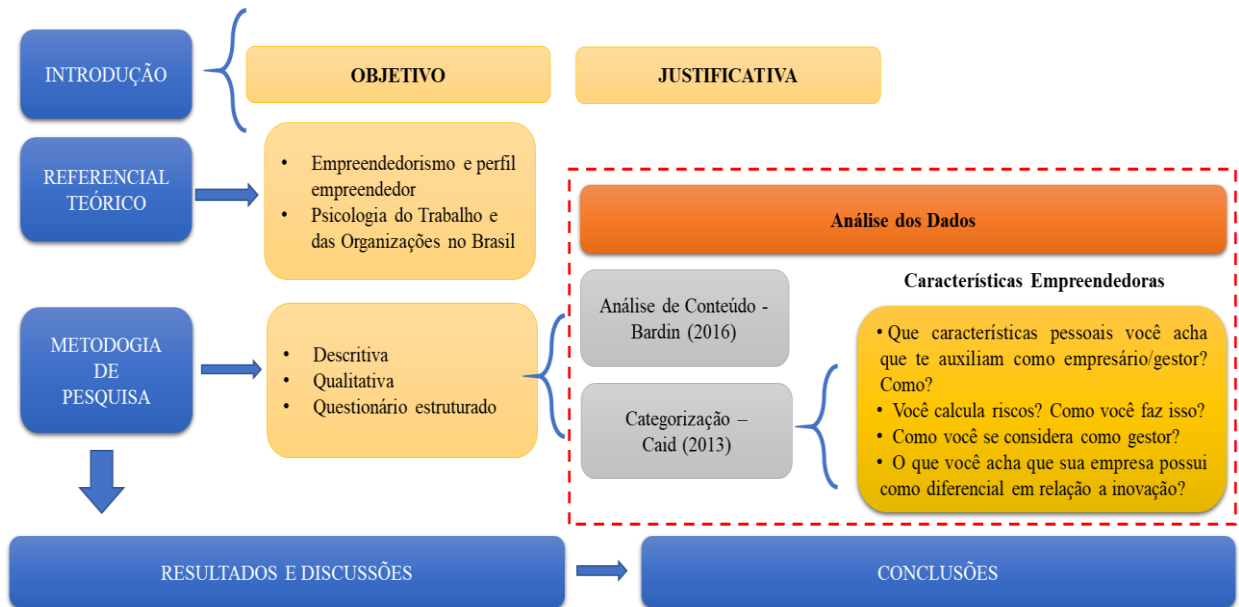 INTRODUÇÃO
OBJETIVO
JUSTIFICATIVA
REFERENCIAL
TEÓRICO
• Empreendedorismo e perfil
empreendedor
• Psicologia do Trabalho e
das Organizações no Brasil
METODOGIA
DE
PESQUISA
• Descritiva
• Qualitativa
• Questionário estruturado
Análise dos Dados
Análise de Conteúdo -
Bardin (2016)
Categorização –
Caid (2013)
Característícas Empreendedoras
• Que características pessoais você acha
que te auxiliam como empresário/gestor?
Como?
• Você calcula riscos? Como você faz isso?
• Como você se considera como gestor?
• O que você acha que sua empresa possui
como diferencial em relação a inovação?
RESULTADOS E DISCUSSÕES
CONCLUSÕES